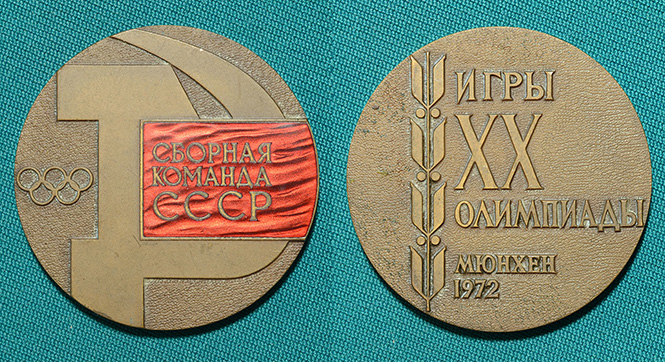 СБОРНАЯ
КОМАНДА
СССР
ИГРЫ
XX
ОЛИМПИАДЫ
МЮНХЕН
1972